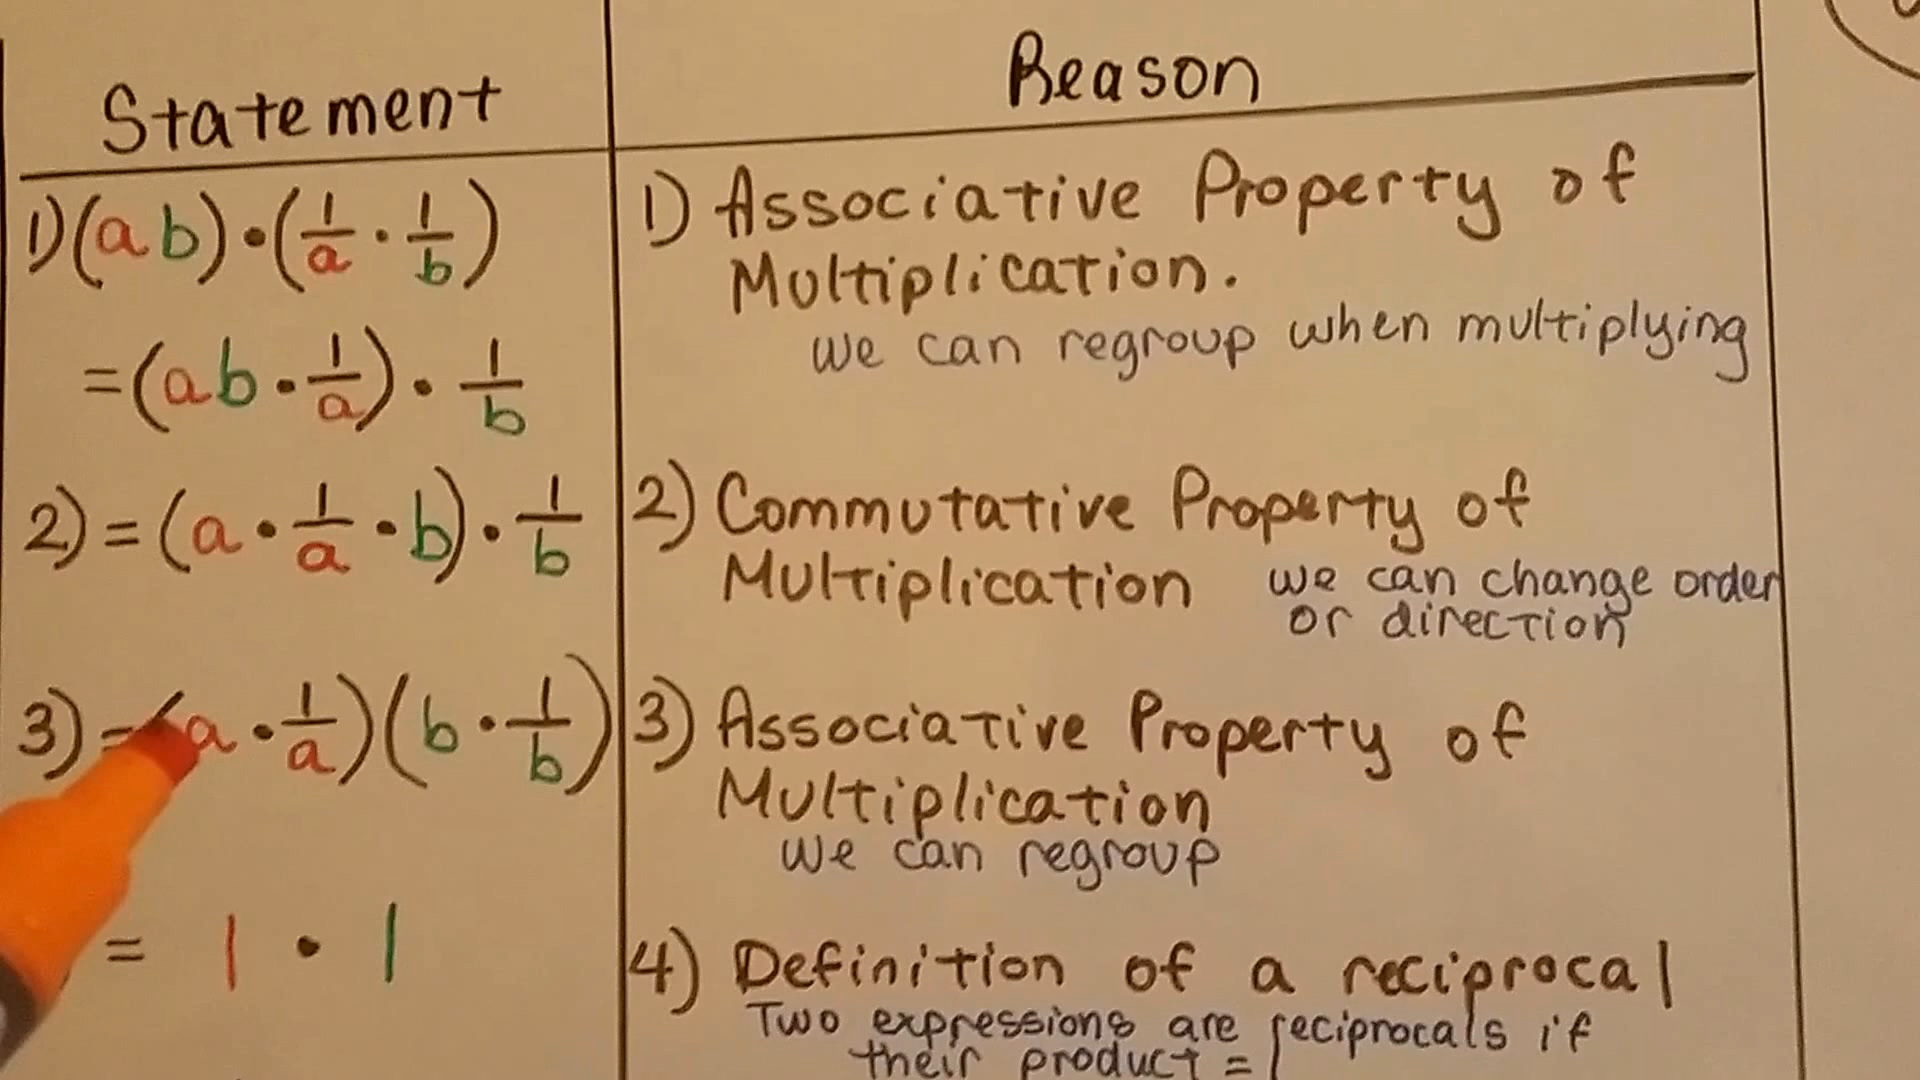 Statement
Reason
1) (ab) • (1/a · 1/b)
= (ab · 1/a) · 1/b
1) Associative Property of
Multiplication.
we can regroup when multiplying
2) = (a · 1/a · b) · 1/b
2) Commutative Property of
Multiplication
we can change order
or direction
3) = (a · 1/a)(b · 1/b)
3) Associative Property of
Multiplication
we can regroup
= 1 • 1
4) Definition of a reciprocal
Two expressions are reciprocals if
their product = 1